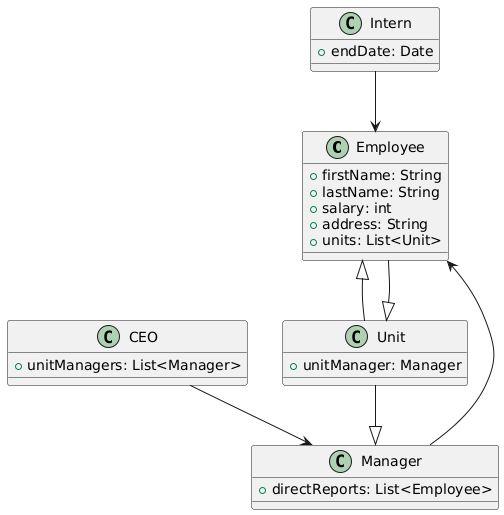 C Intern
endDate: Date
C Employee
firstName: String
lastName: String
salary: int
address: String
units: List<Unit>
C CEO
unitManagers: List<Manager>
C Unit
unitManager: Manager
C Manager
directReports: List<Employee>